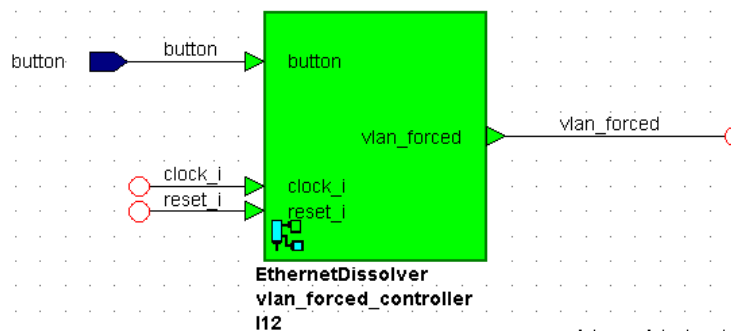 button
button
button
vlan_forced
vlan_forced
clock_i
clock_i
reset_i
reset_i
EthernetDissolver
vlan_forced_controller
I12